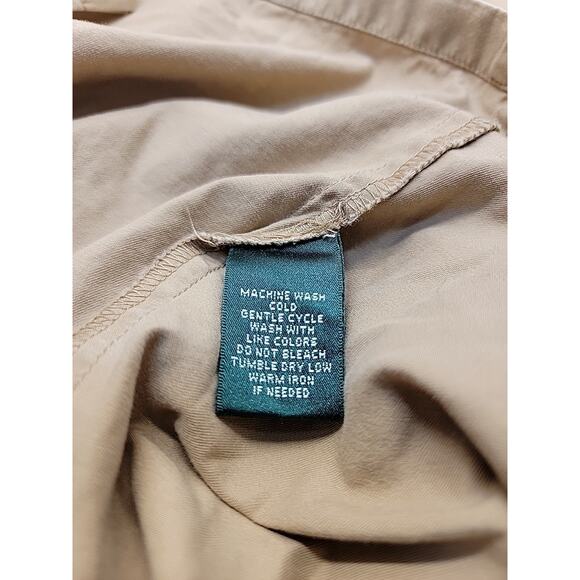 MACHINE WASH
COLD
GENTLE CYCLE
WASH WITH
LIKE COLORS
DO NOT BLEACH
TUMBLE DRY LOW
WARM IRON
IF NEEDED